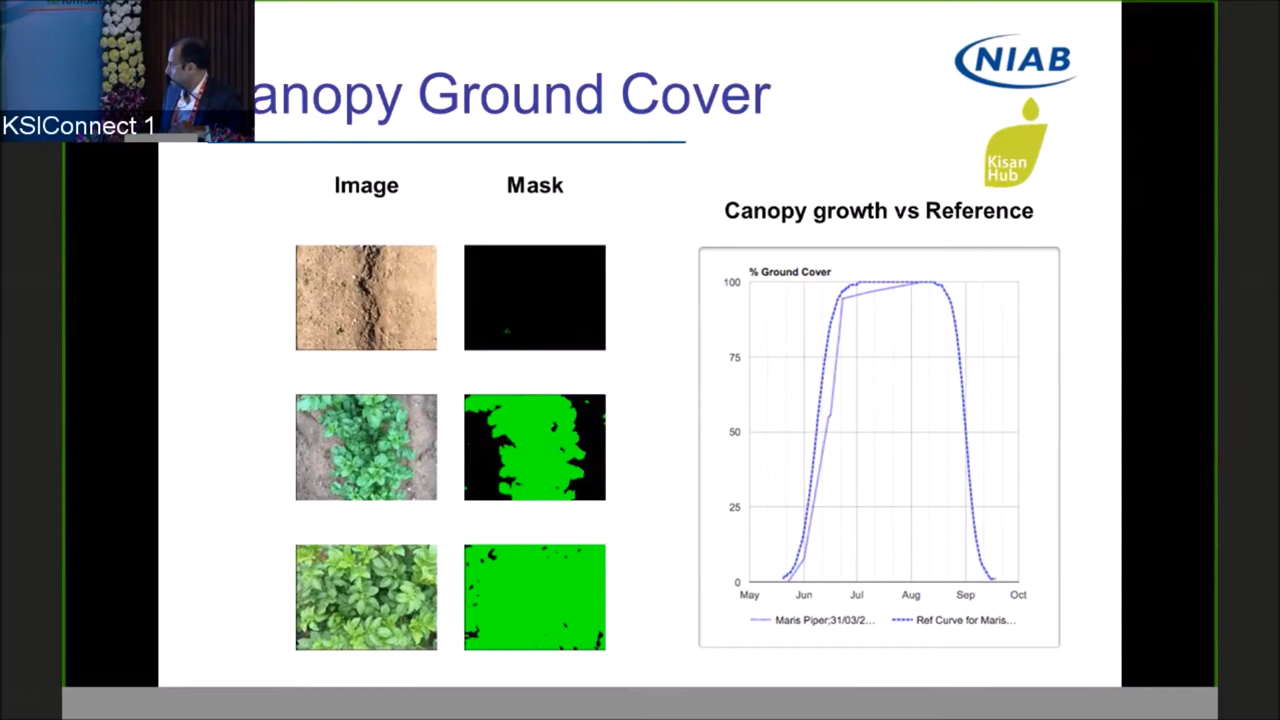 KSIConnect 1
anopy Ground Cover
NIAB
Kisan
Hub
Image
Mask
Canopy growth vs Reference
% Ground Cover
100
75
50
25
0
May
Jun
Jul
Aug
Sep
Oct
Maris Piper;31/03/2...
Ref Curve for Maris...